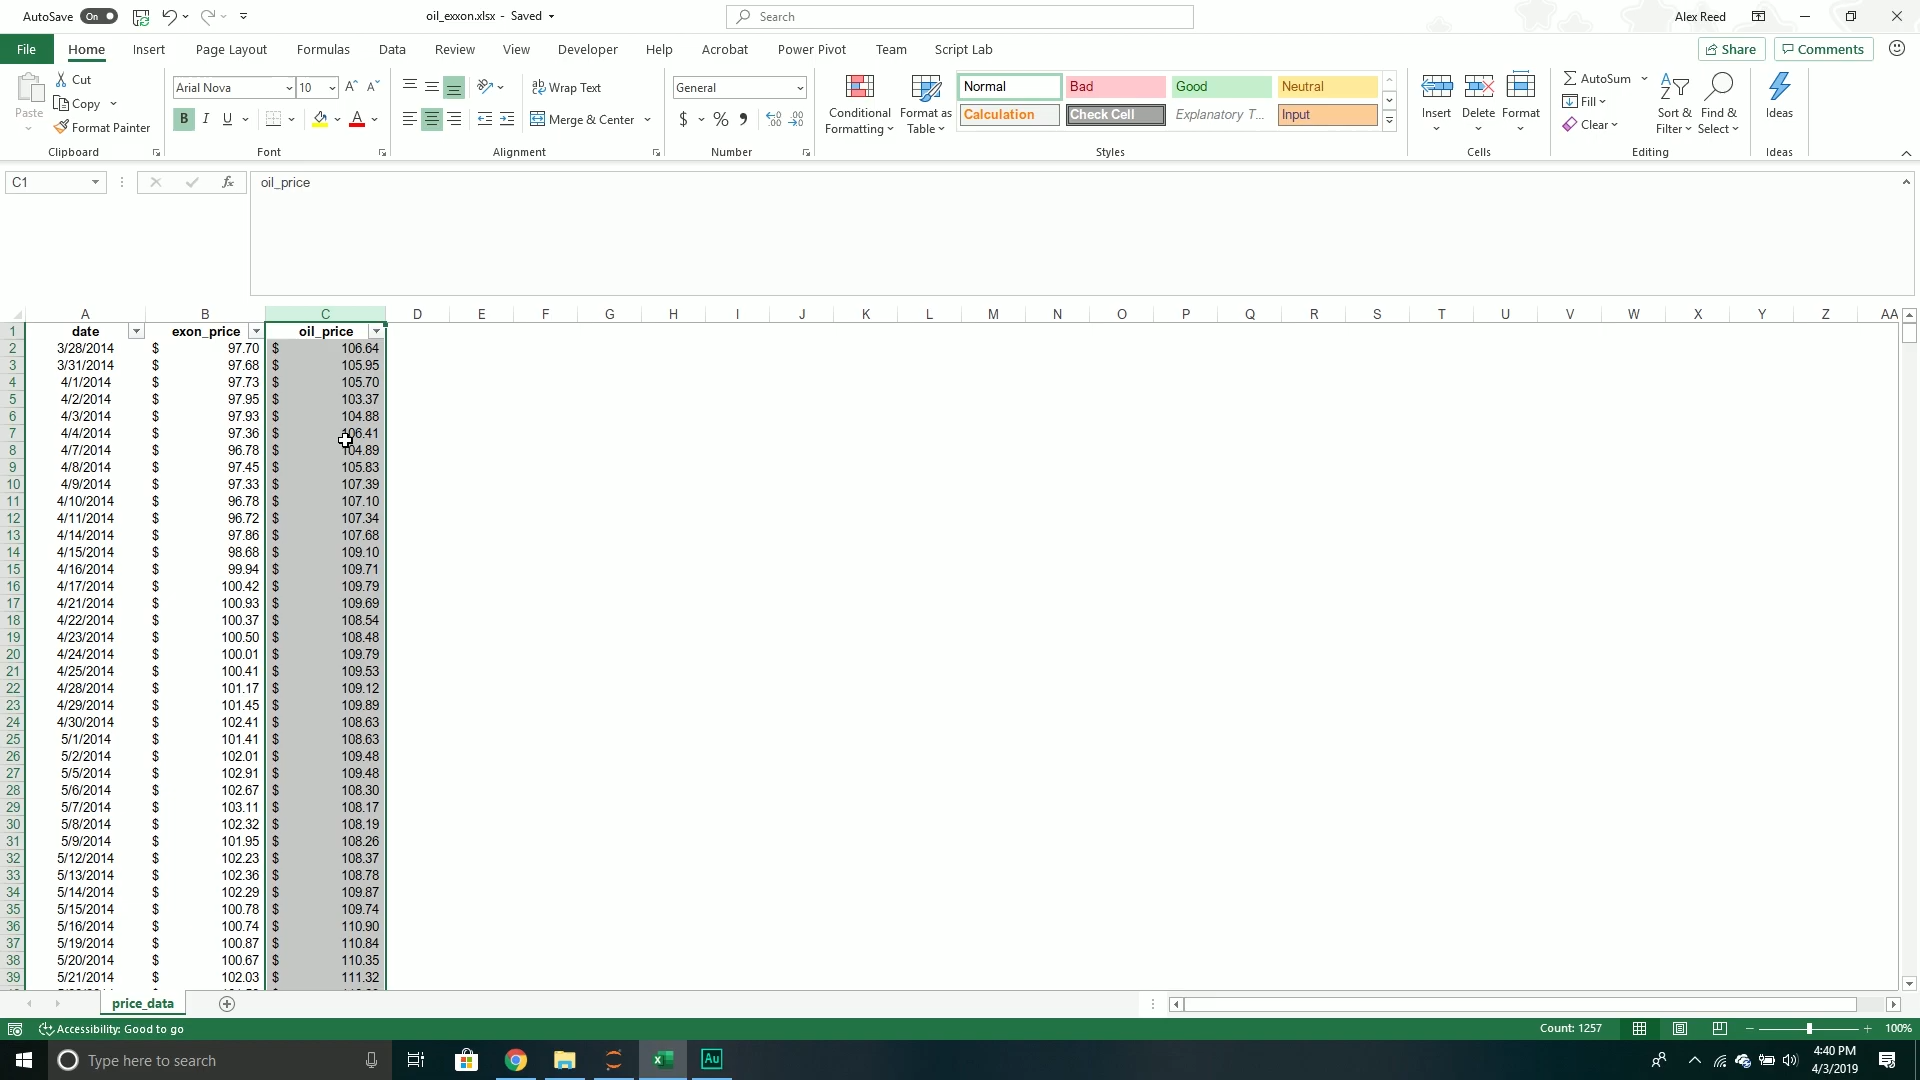 AutoSave On oil_exxon.xlsx - Saved Search Alex Reed
File Home Insert Page Layout Formulas Data Review View Developer Help Acrobat Power Pivot Team Script Lab Share Comments
Paste Cut Copy Format Painter Clipboard
Arial Nova 10 B I U A Font
Wrap Text Merge & Center Alignment
General $ % Number
Conditional Formatting Format as Table Normal Bad Good Neutral
Calculation Check Cell Explanatory T... Input Styles
Insert Delete Format Cells
AutoSum Fill Clear Sort & Filter Find & Select Editing
Ideas Ideas
C1 fx oil_price
A B C D E F G H I J K L M N O P Q R S T U V W X Y Z AA
1 date exon_price oil_price
2 3/28/2014 $ 97.70 $ 106.64
3 3/31/2014 $ 97.68 $ 105.95
4 4/1/2014 $ 97.73 $ 105.70
5 4/2/2014 $ 97.95 $ 103.37
6 4/3/2014 $ 97.93 $ 104.88
7 4/4/2014 $ 97.36 $ 106.41
8 4/7/2014 $ 96.78 $ 104.89
9 4/8/2014 $ 97.45 $ 105.83
10 4/9/2014 $ 97.33 $ 107.39
11 4/10/2014 $ 96.78 $ 107.10
12 4/11/2014 $ 96.72 $ 107.34
13 4/14/2014 $ 97.86 $ 107.68
14 4/15/2014 $ 98.68 $ 109.10
15 4/16/2014 $ 99.94 $ 109.71
16 4/17/2014 $ 100.42 $ 109.79
17 4/21/2014 $ 100.93 $ 109.69
18 4/22/2014 $ 100.37 $ 108.54
19 4/23/2014 $ 100.50 $ 108.48
20 4/24/2014 $ 100.01 $ 109.79
21 4/25/2014 $ 100.41 $ 109.53
22 4/28/2014 $ 101.17 $ 109.12
23 4/29/2014 $ 101.45 $ 109.89
24 4/30/2014 $ 102.41 $ 108.63
25 5/1/2014 $ 101.41 $ 108.63
26 5/2/2014 $ 102.01 $ 109.48
27 5/5/2014 $ 102.91 $ 109.48
28 5/6/2014 $ 102.67 $ 108.30
29 5/7/2014 $ 103.11 $ 108.17
30 5/8/2014 $ 102.32 $ 108.19
31 5/9/2014 $ 101.95 $ 108.26
32 5/12/2014 $ 102.23 $ 108.37
33 5/13/2014 $ 102.36 $ 108.78
34 5/14/2014 $ 102.29 $ 109.87
35 5/15/2014 $ 100.78 $ 109.74
36 5/16/2014 $ 100.74 $ 110.90
37 5/19/2014 $ 100.87 $ 110.84
38 5/20/2014 $ 100.67 $ 110.35
39 5/21/2014 $ 102.03 $ 111.32
price_data
Accessibility: Good to go Count: 1257 100%
Type here to search Au 4:40 PM
4/3/2019